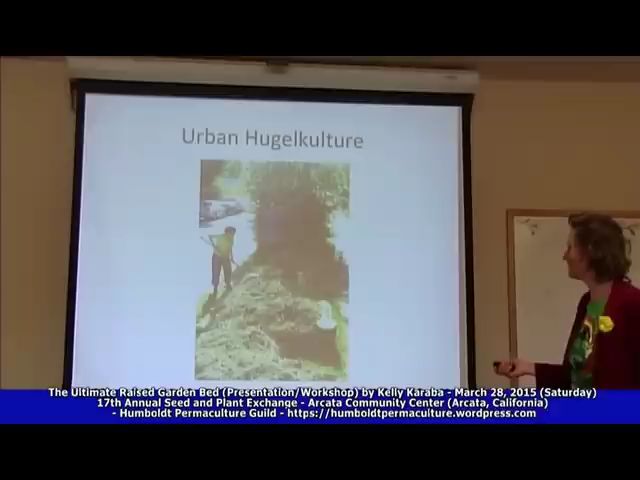 Urban Hugelkulture
The Ultimate Raised Garden Bed (Presentation/Workshop) by Kelly Karaba - March 28, 2015 (Saturday)
17th Annual Seed and Plant Exchange - Arcata Community Center (Arcata, California)
- Humboldt Permaculture Guild - https://humboldtpermaculture.wordpress.com